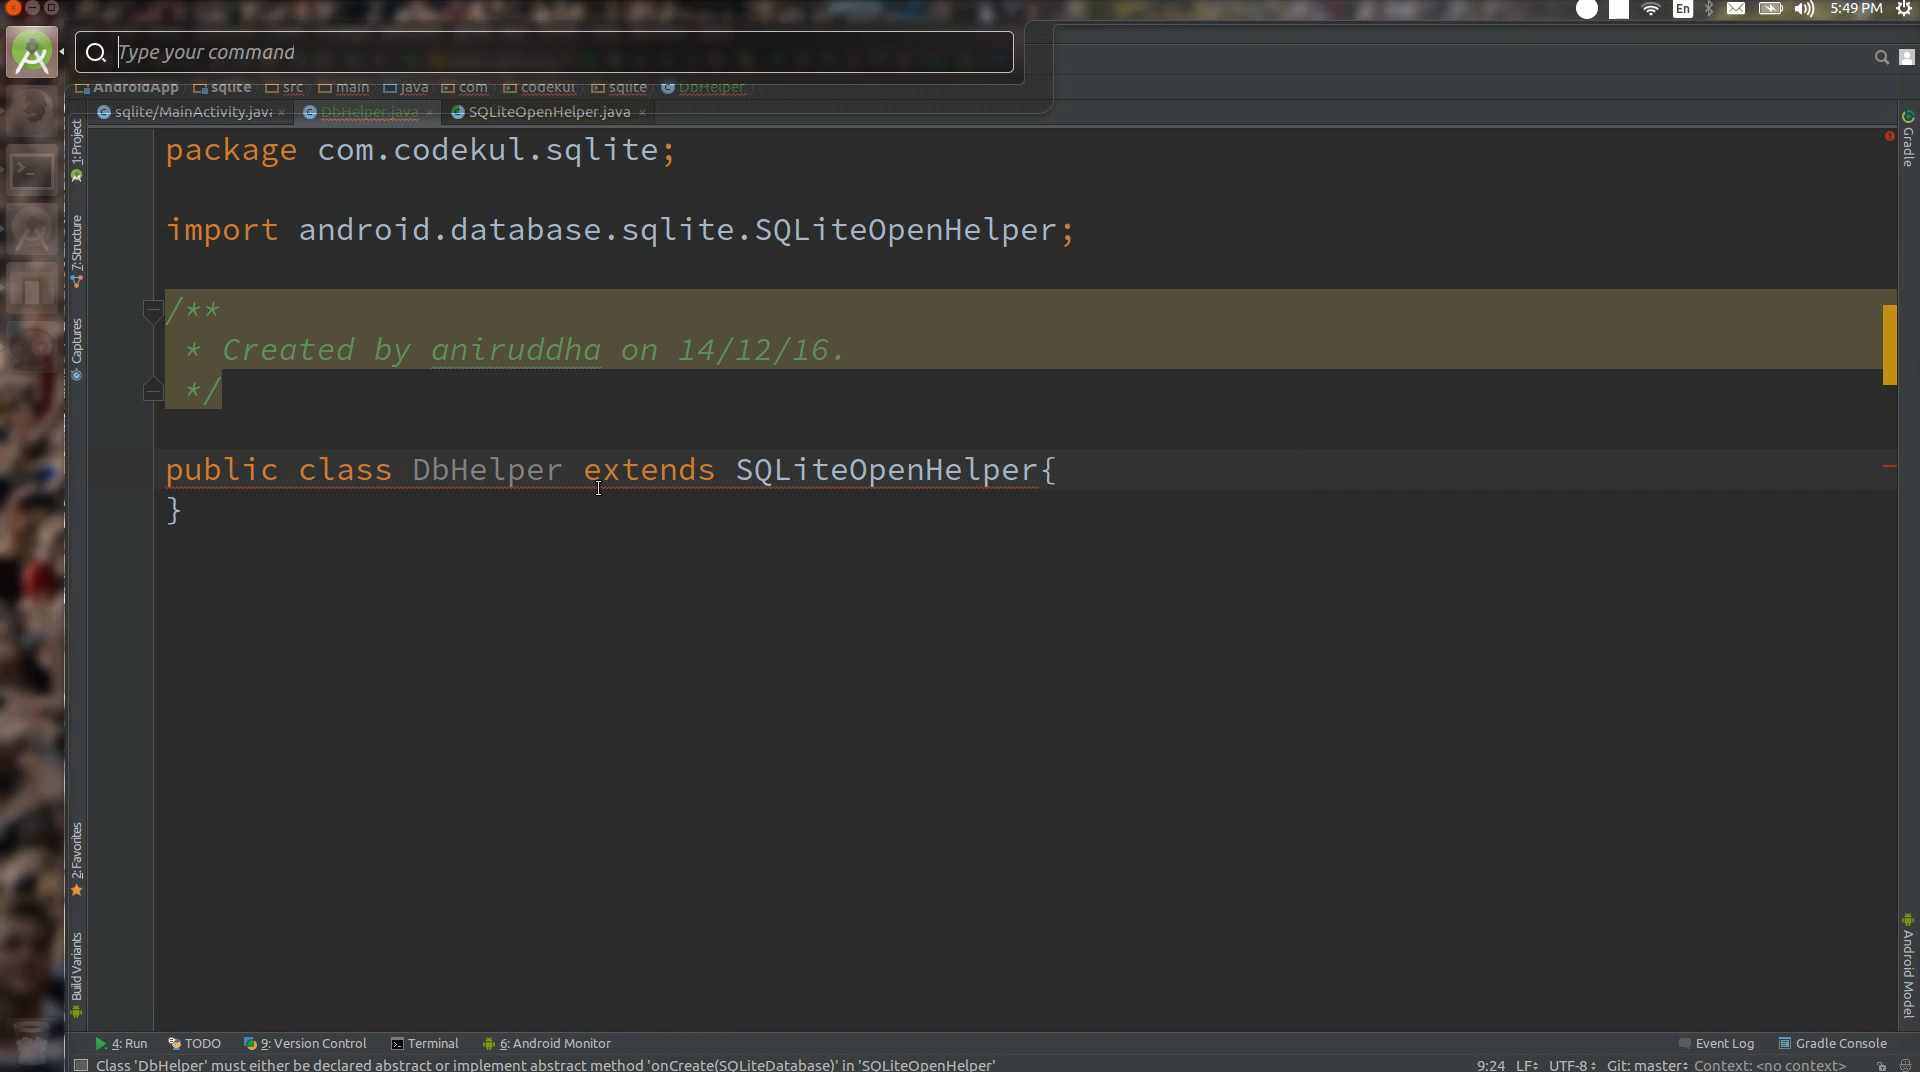 En
5:49 PM
Type your command
AndroidApp sqlite src main java com codekul sqlite DbHelper
sqlite/MainActivity.java × DbHelper.java × SQLiteOpenHelper.java ×
1: Project
7: Structure
Captures
2: Favorites
Build Variants
package com.codekul.sqlite;
import android.database.sqlite.SQLiteOpenHelper;
/**
* Created by aniruddha on 14/12/16.
*/
public class DbHelper extends SQLiteOpenHelper{
}
Gradle
Android Model
4: Run TODO 9: Version Control Terminal 6: Android Monitor Event Log Gradle Console
Class 'DbHelper' must either be declared abstract or implement abstract method 'onCreate(SQLiteDatabase)' in 'SQLiteOpenHelper' 9:24 LF UTF-8 Git: master Context: <no context>